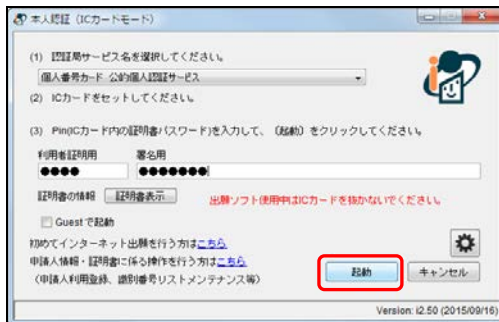 本人認証（ICカードモード）
(1) 認証局サービス名を選択してください。
個人番号カード 公的個人認証サービス
(2) ICカードをセットしてください。
(3) Pin(ICカード内の証明書パスワード)を入力して、（起動）をクリックしてください。
利用者証明用 署名用
●●●● ●●●●●●●
証明書の情報 証明書表示 出願ソフト使用中はICカードを抜かないでください。
Guestで起動
初めてインターネット出願を行う方はこちら
申請人情報・証明書に係る操作を行う方はこちら
（申請人利用登録、識別番号リストメンテナンス等）
起動 キャンセル
Version: i2.50 (2015/09/16)